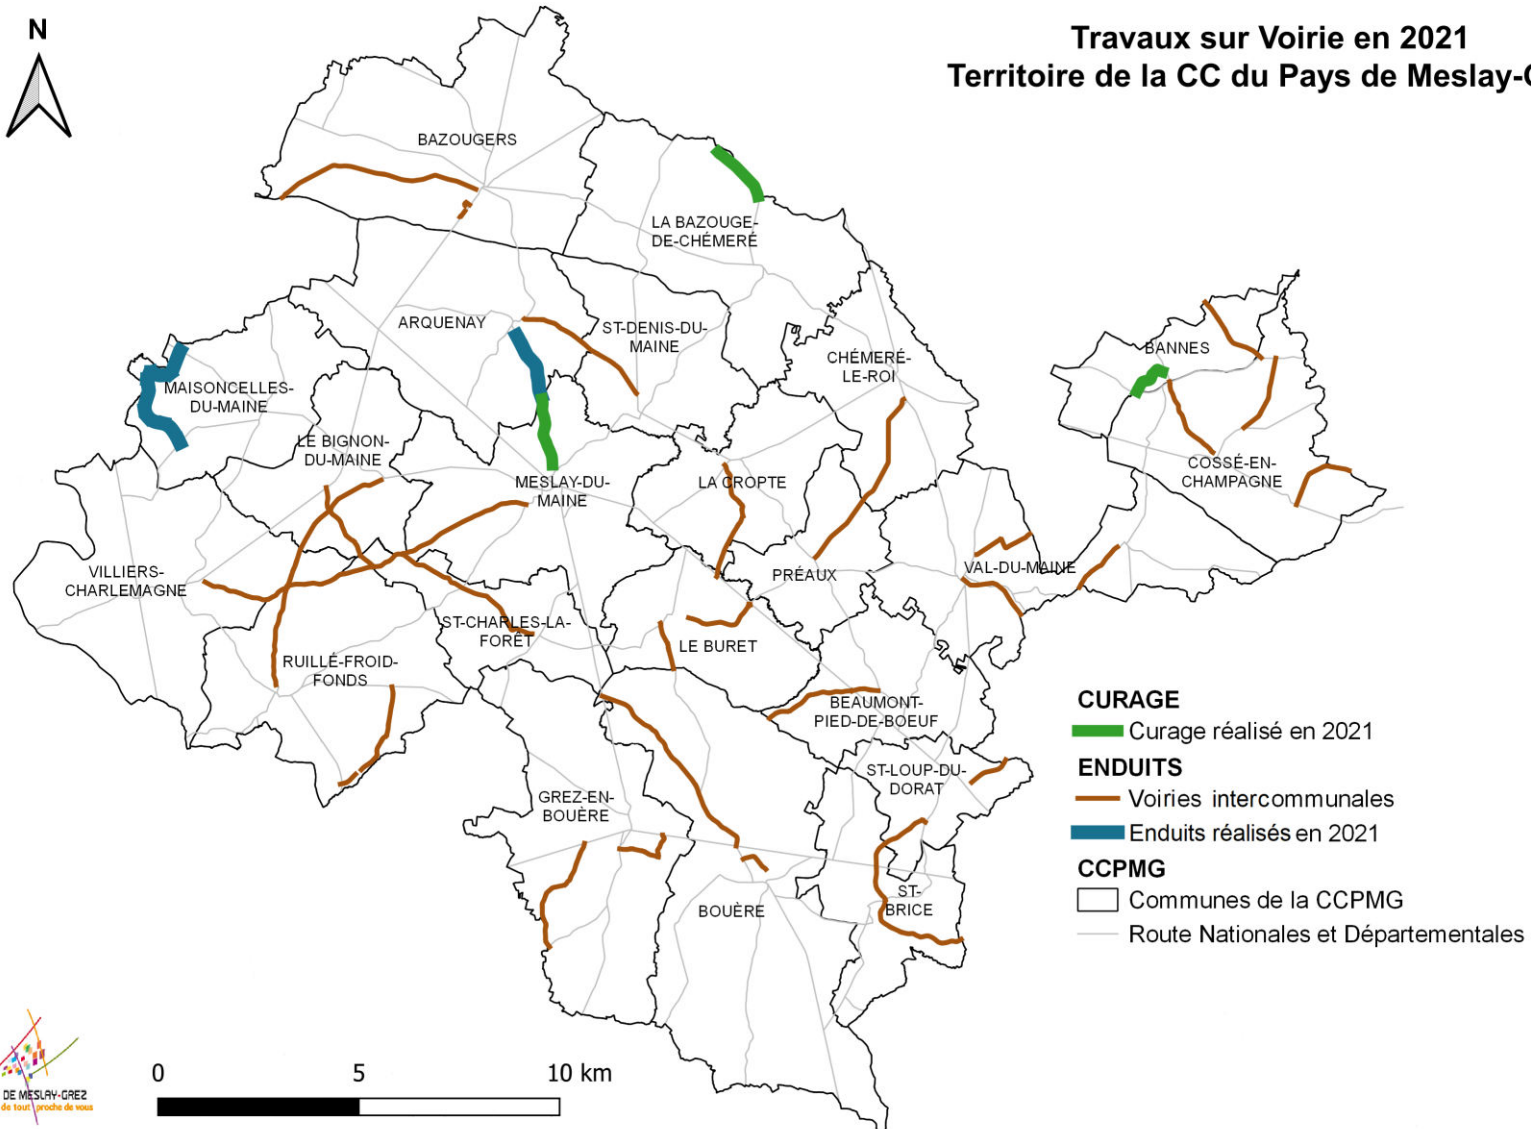 N
Travaux sur Voirie en 2021
Territoire de la CC du Pays de Meslay-
BAZOUGERS
LA BAZOUGE-
DE-CHÉMERÉ
ARQUENAY
ST-DENIS-DU-
MAINE
CHÉMERÉ-
LE-ROI
BANNES
MAISONCELLES-
DU-MAINE
LE BIGNON-
DU-MAINE
MESLAY-DU-
MAINE
LA CROPTE
COSSÉ-EN-
CHAMPAGNE
VILLIERS-
CHARLEMAGNE
PRÉAUX
VAL-DU-MAINE
ST-CHARLES-LA-
FORÊT
LE BURET
RUILLÉ-FROID-
FONDS
BEAUMONT-
PIED-DE-BOEUF
ST-LOUP-DU-
DORAT
GREZ-EN-
BOUÈRE
BOUÈRE
ST-
BRICE
CURAGE
Curage réalisé en 2021
ENDUITS
Voiries intercommunales
Enduits réalisés en 2021
CCPMG
Communes de la CCPMG
Route Nationales et Départementales
0 5 10 km
DE MESLAY-GREZ
de tout proche de vous